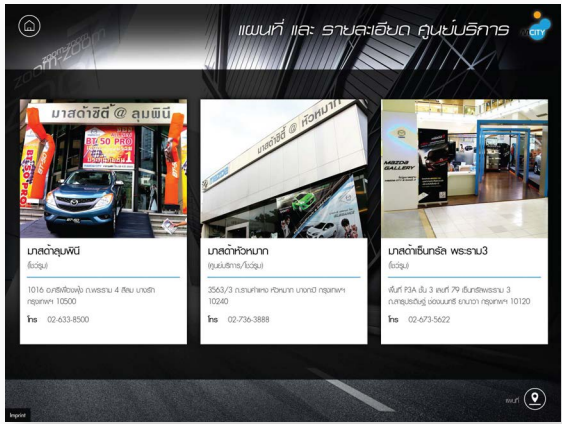 แผนที่ และ รายละเอียด ศูนย์บริการ
CITY
zoom-zoom
มาสด้าซิตี้ @ ลุมพินี
BT-50 PRO
1
มาสด้าซิตี้ @ หัวหมาก
mazda
mazda
GALLERY
มาสด้าลุมพินี
(โชว์รูม)
1016 อ.ศรีเฟื่องฟุ้ง ถ.พระราม 4 สีลม บางรัก
กรุงเทพฯ 10500
โทร 02-633-8500
มาสด้าหัวหมาก
(ศูนย์บริการ/โชว์รูม)
3563/3 ถ.รามคำแหง หัวหมาก บางกะปิ กรุงเทพฯ
10240
โทร 02-736-3888
มาสด้าเซ็นทรัล พระราม3
(โชว์รูม)
พื้นที่ P3A ชั้น 3 เลขที่ 79 เซ็นทรัลพระราม 3
ถ.สาธุประดิษฐ์ ช่องนนทรี ยานาวา กรุงเทพฯ 10120
โทร 02-673-5622
แผนที่
Imprint